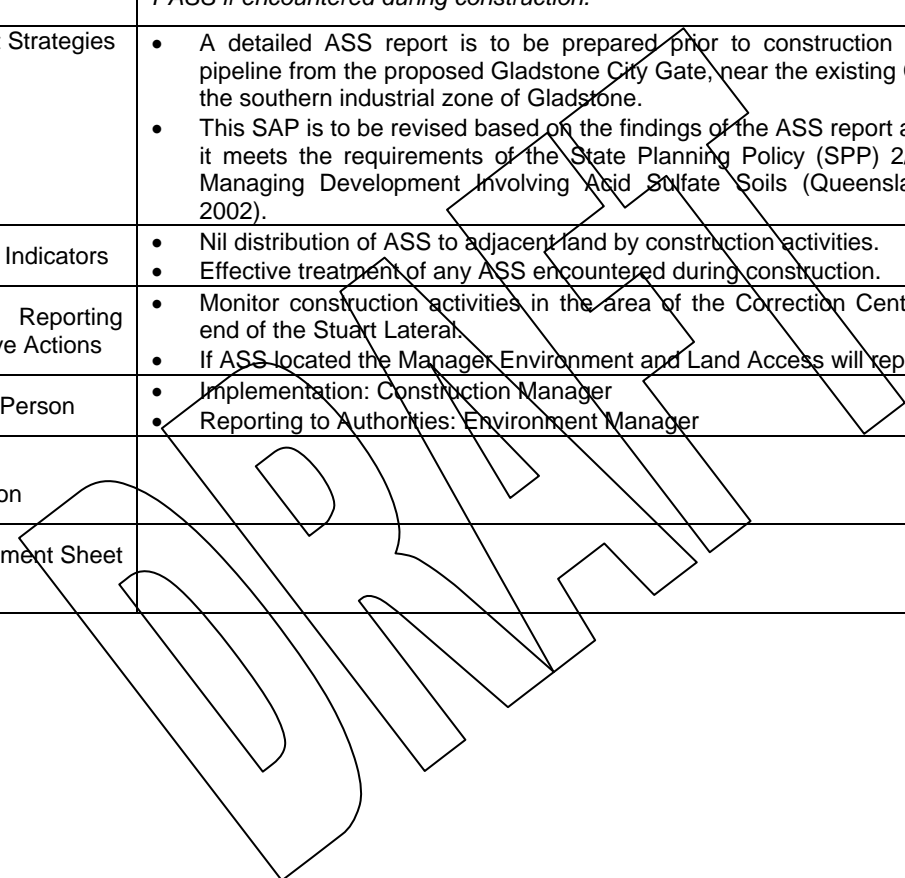 PASS if encountered during construction.
Strategies
• A detailed ASS report is to be prepared prior to construction
pipeline from the proposed Gladstone City Gate, near the existing
the southern industrial zone of Gladstone.
• This SAP is to be revised based on the findings of the ASS report
it meets the requirements of the State Planning Policy (SPP) 2/
Managing Development Involving Acid Sulfate Soils
2002).
Indicators
• Nil distribution of ASS to adjacent land by construction activities.
• Effective treatment of any ASS encountered during construction.
Reporting
Actions
• Monitor construction activities in the area of the Correction
end of the Stuart Lateral.
• If ASS located the Manager Environment and Land Access will
Person
• Implementation: Construction Manager
• Reporting to Authorities: Environment Manager
Sheet
DRAFT